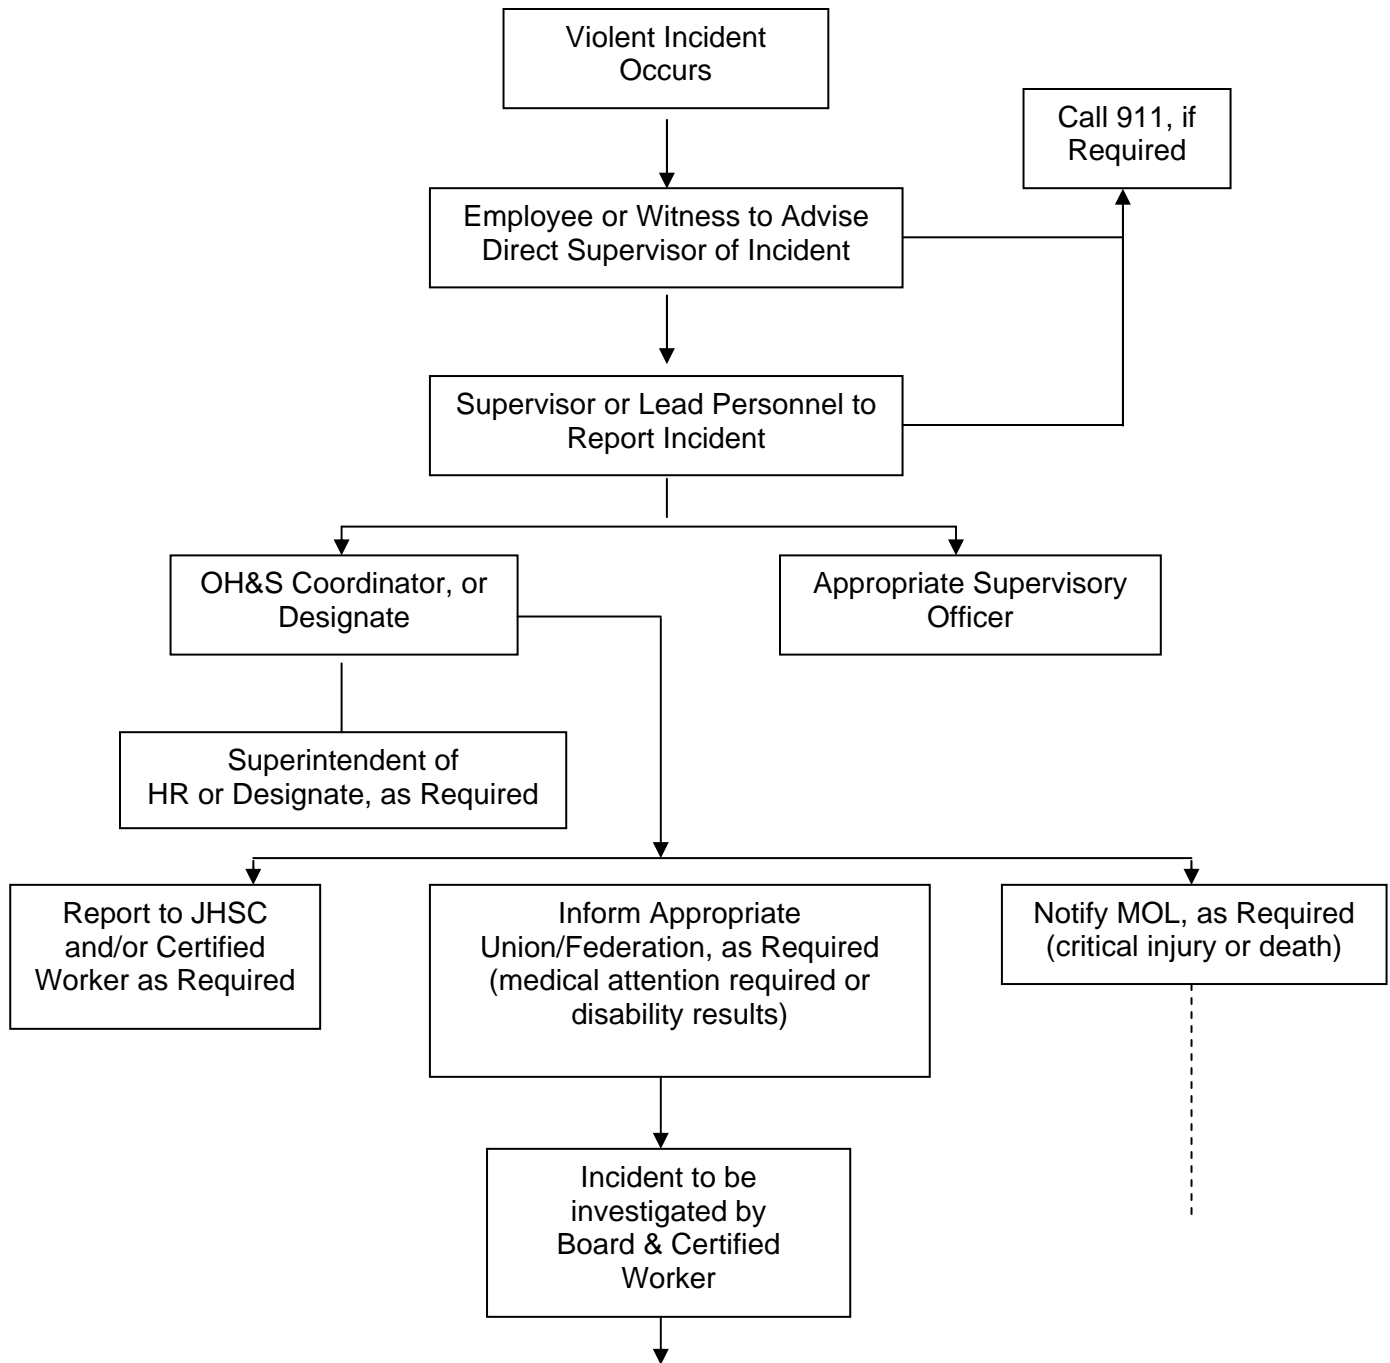 Violent Incident
Occurs
Call 911, if
Required
Employee or Witness to Advise
Direct Supervisor of Incident
Supervisor or Lead Personnel to
Report Incident
OH&S Coordinator, or
Designate
Appropriate Supervisory
Officer
Superintendent of
HR or Designate, as Required
Report to JHSC
and/or Certified
Worker as Required
Inform Appropriate
Union/Federation, as Required
(medical attention required or
disability results)
Notify MOL, as Required
(critical injury or death)
Incident to be
investigated by
Board & Certified
Worker